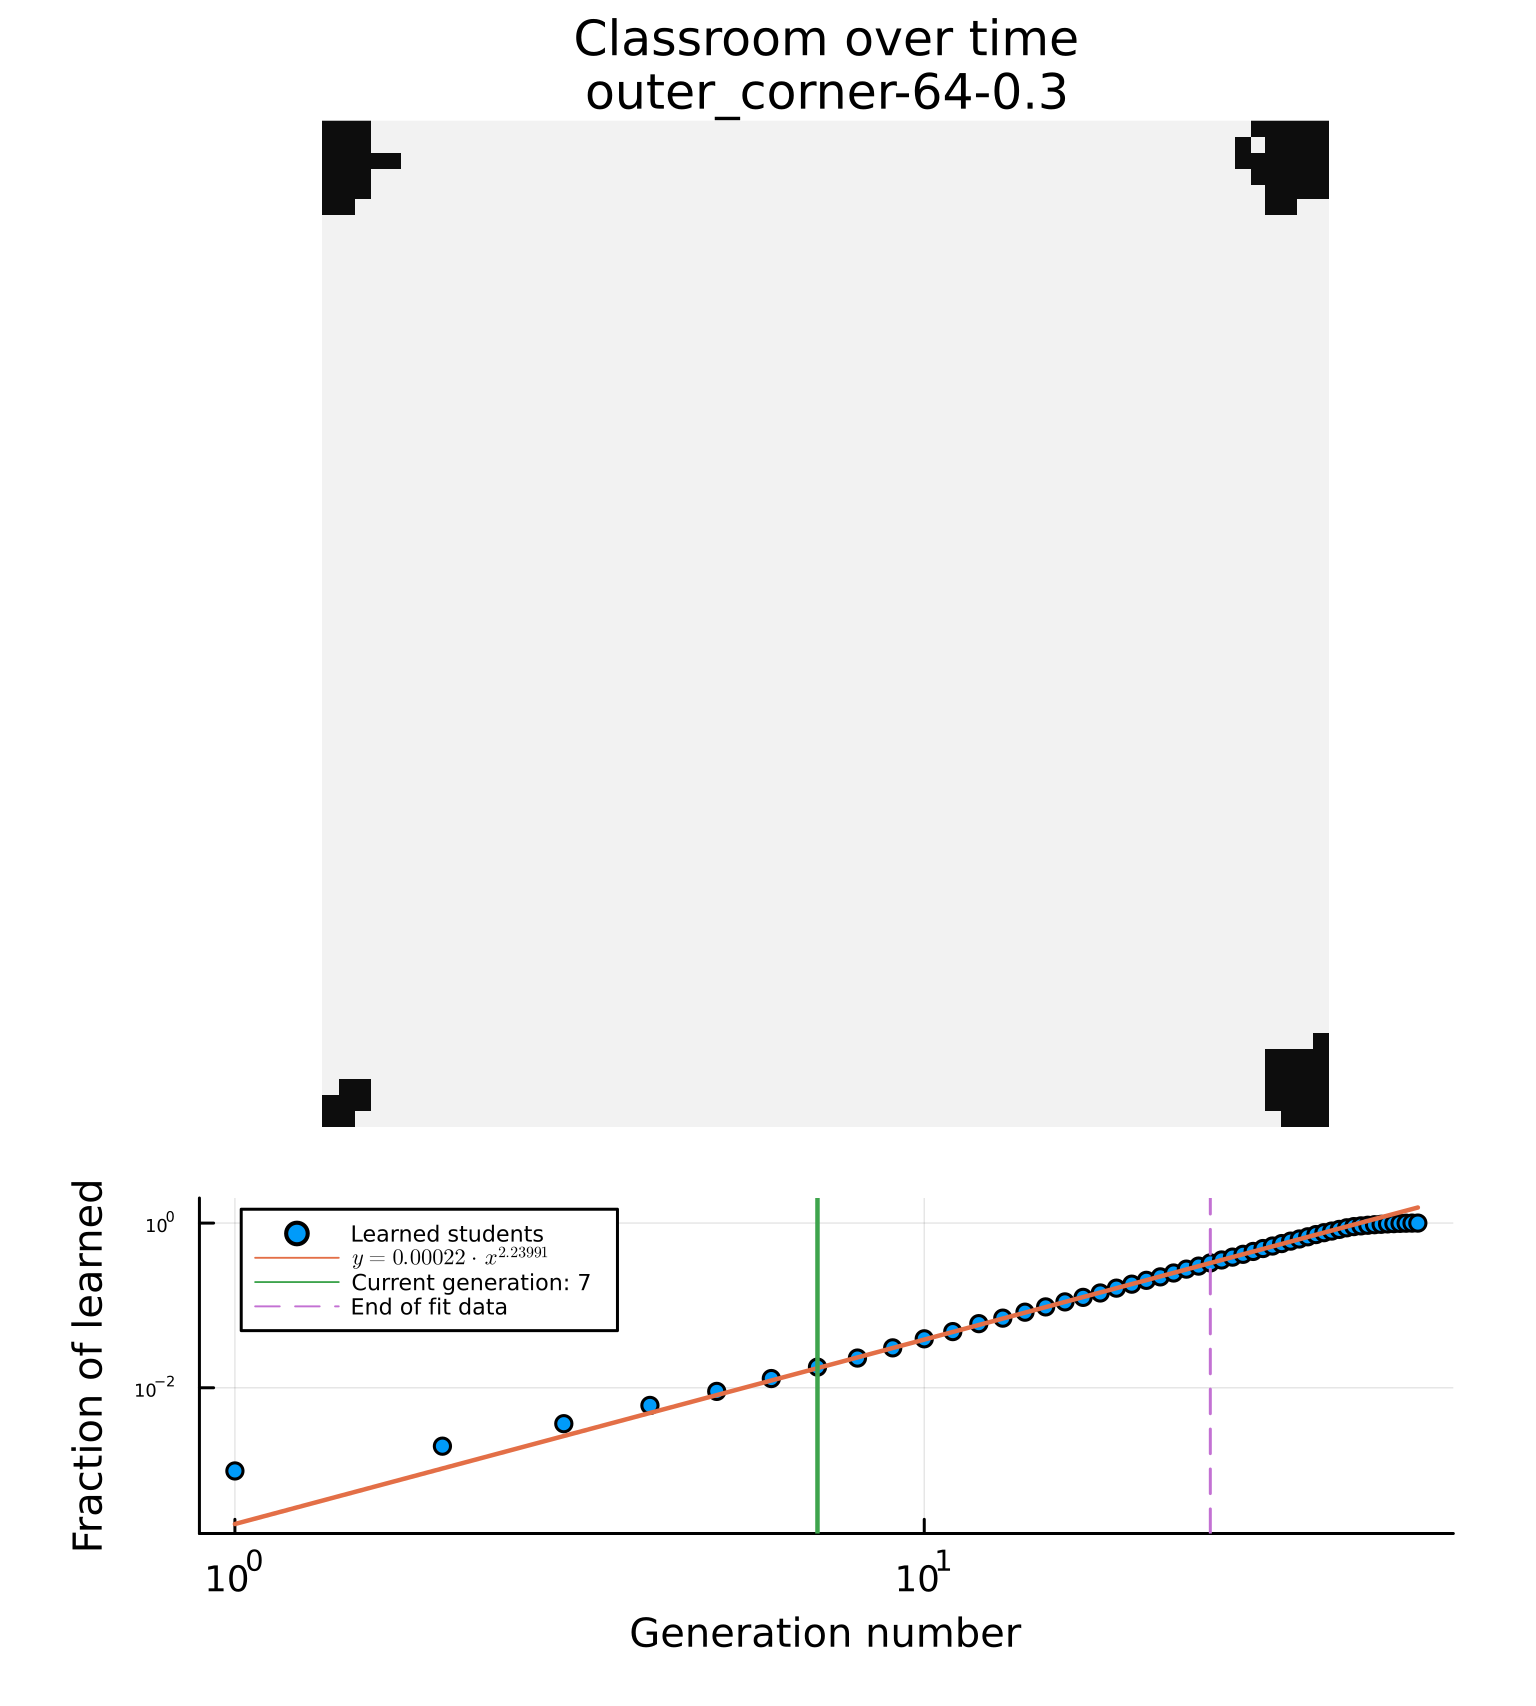 Classroom over time
outer_corner-64-0.3
Fraction of learned
10^0
10^-2
Learned students
y = 0.00022 · x^2.23991
Current generation: 7
End of fit data
10^0
10^1
Generation number